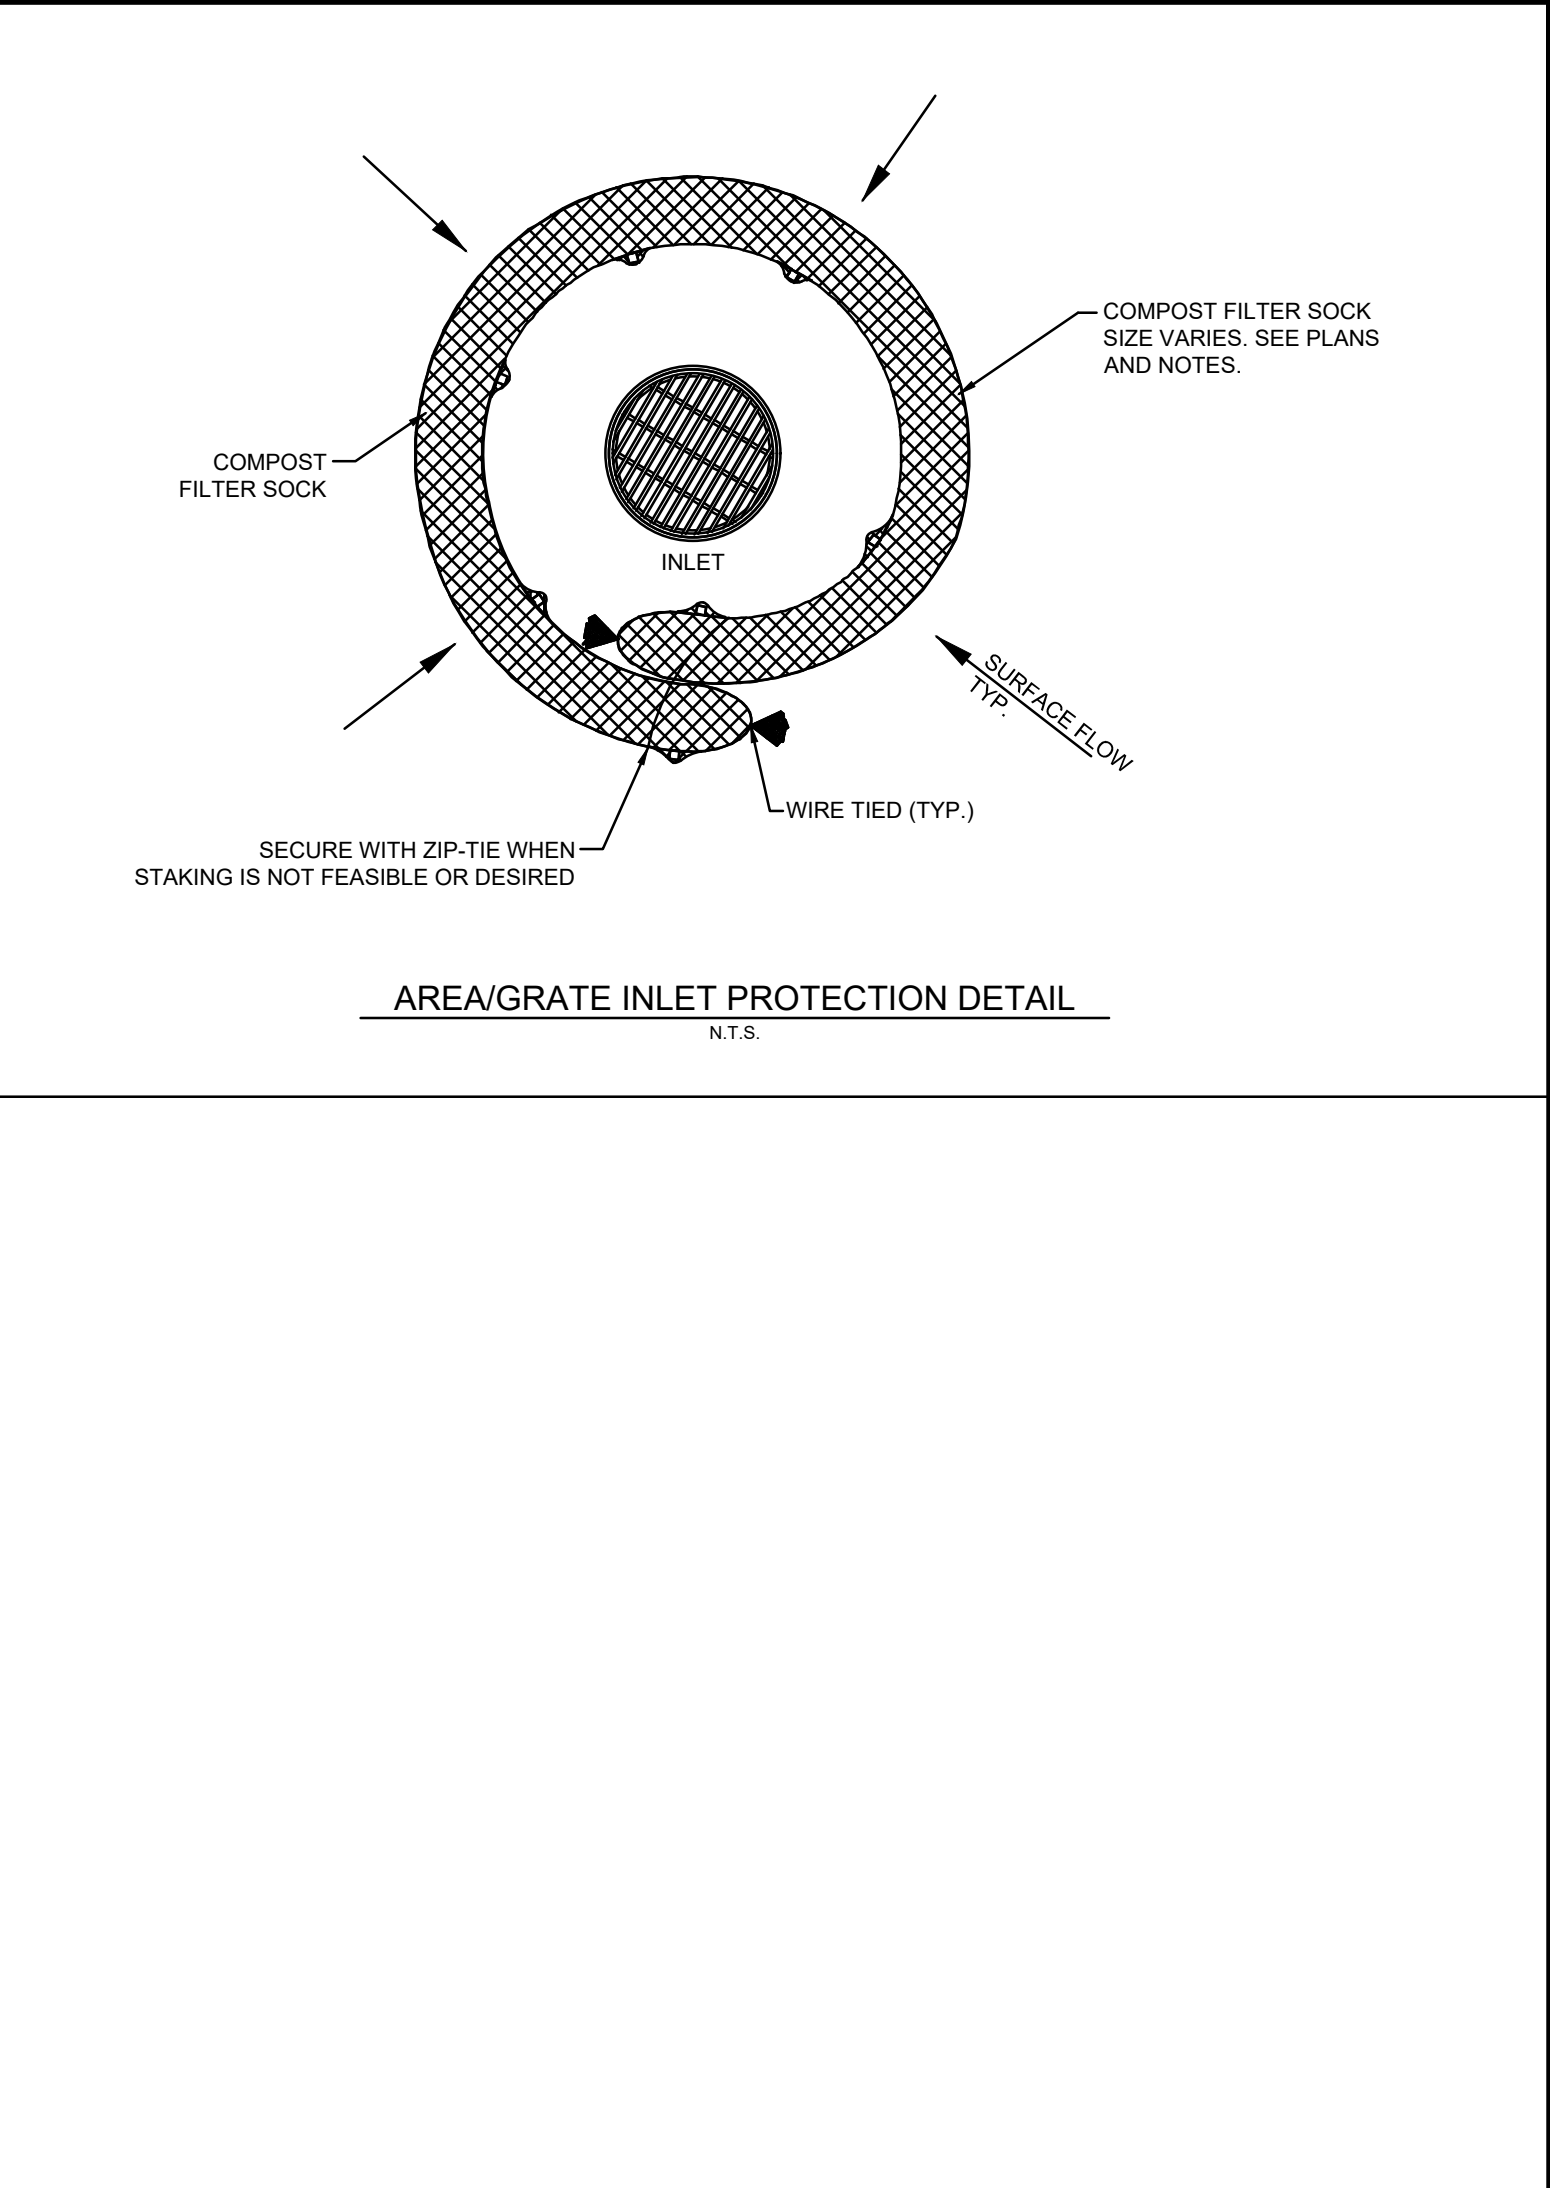 COMPOST FILTER SOCK
SIZE VARIES. SEE PLANS
AND NOTES.
COMPOST
FILTER SOCK
INLET
SURFACE FLOW
TYP.
WIRE TIED (TYP.)
SECURE WITH ZIP-TIE WHEN
STAKING IS NOT FEASIBLE OR DESIRED
AREA/GRATE INLET PROTECTION DETAIL
N.T.S.